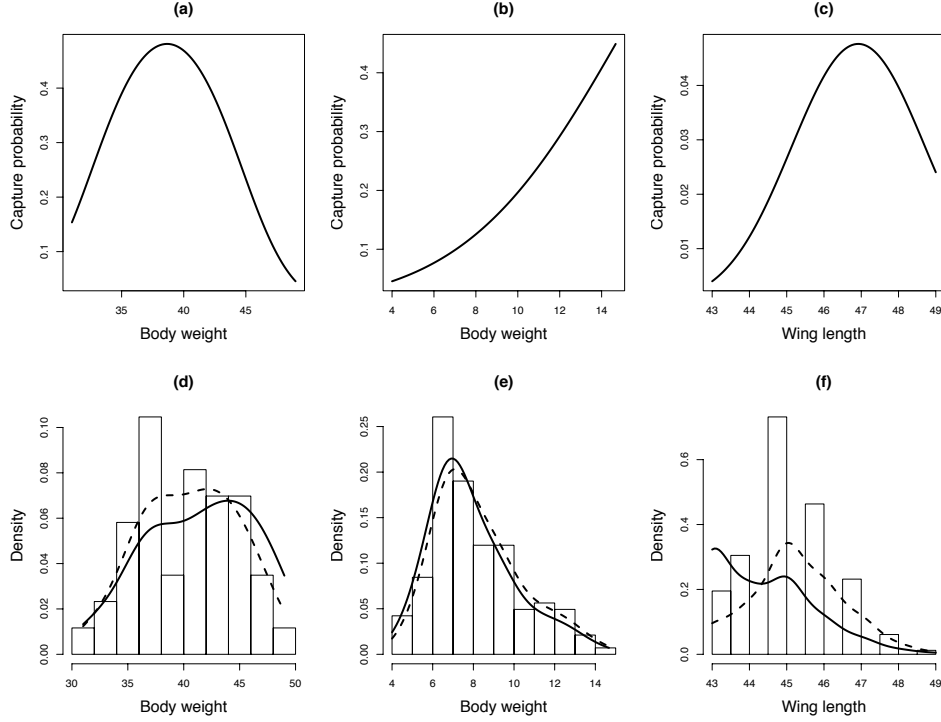 (a)
Capture probability
0.1 0.2 0.3 0.4
35 40 45
Body weight
(b)
Capture probability
0.1 0.2 0.3 0.4
4 6 8 10 12 14
Body weight
(c)
Capture probability
0.01 0.02 0.03 0.04
43 44 45 46 47 48 49
Wing length
(d)
Density
0.00 0.02 0.04 0.06 0.08 0.10
30 35 40 45 50
Body weight
(e)
Density
0.00 0.05 0.10 0.15 0.20 0.25
4 6 8 10 12 14
Body weight
(f)
Density
0.0 0.2 0.4 0.6
43 44 45 46 47 48 49
Wing length